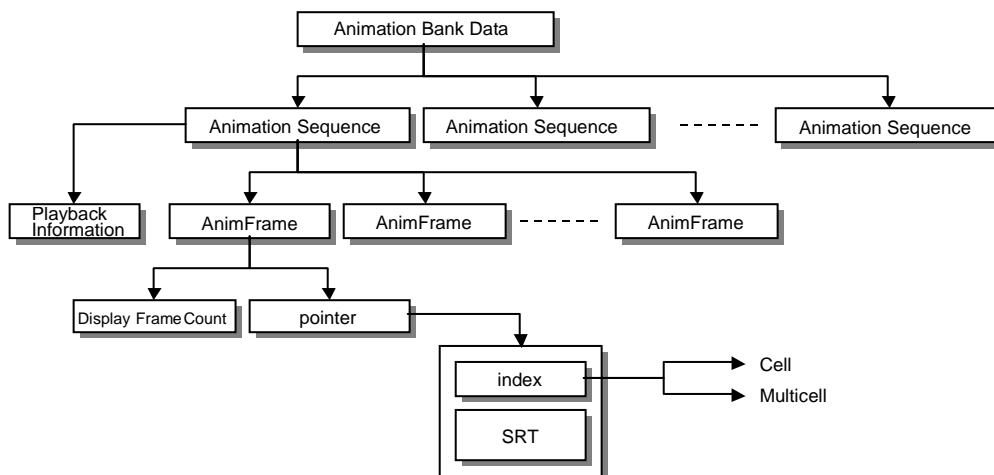 Animation Bank Data
Animation Sequence
Animation Sequence
Animation Sequence
Playback
Information
AnimFrame
AnimFrame
AnimFrame
Display Frame Count
pointer
index
Cell
Multicell
SRT